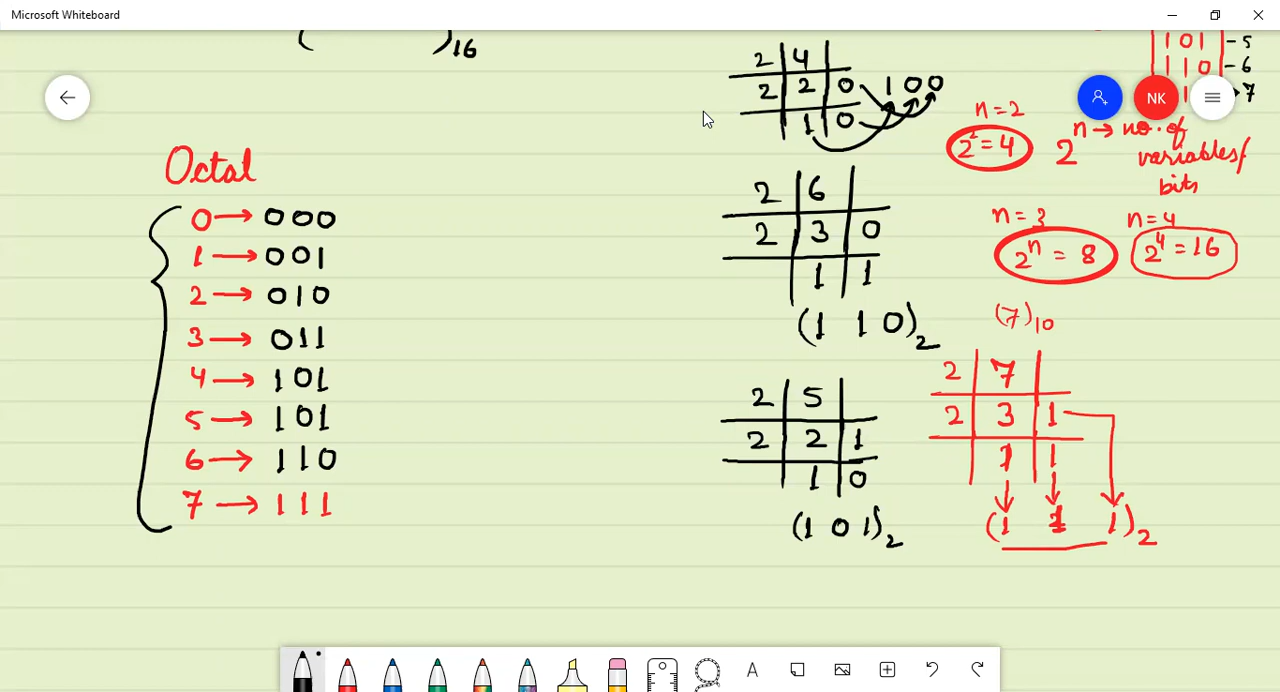 Microsoft Whiteboard
( )16
Octal
0 → 000
1 → 001
2 → 010
3 → 011
4 → 101
5 → 101
6 → 110
7 → 111
2 4
2 2 0 100
1 0
2 6
2 3 0
1 1
(1 1 0)2
2 5
2 2 1
1 0
(1 0 1)2
101 - 5
110 - 6
7
NK
n=2
2² = 4
2ⁿ → no. of
variables/
bits
n = 3
2ⁿ = 8
n=4
2⁴ = 16
(7)10
2 7
2 3 1
1 1
(1 1 1)2
A